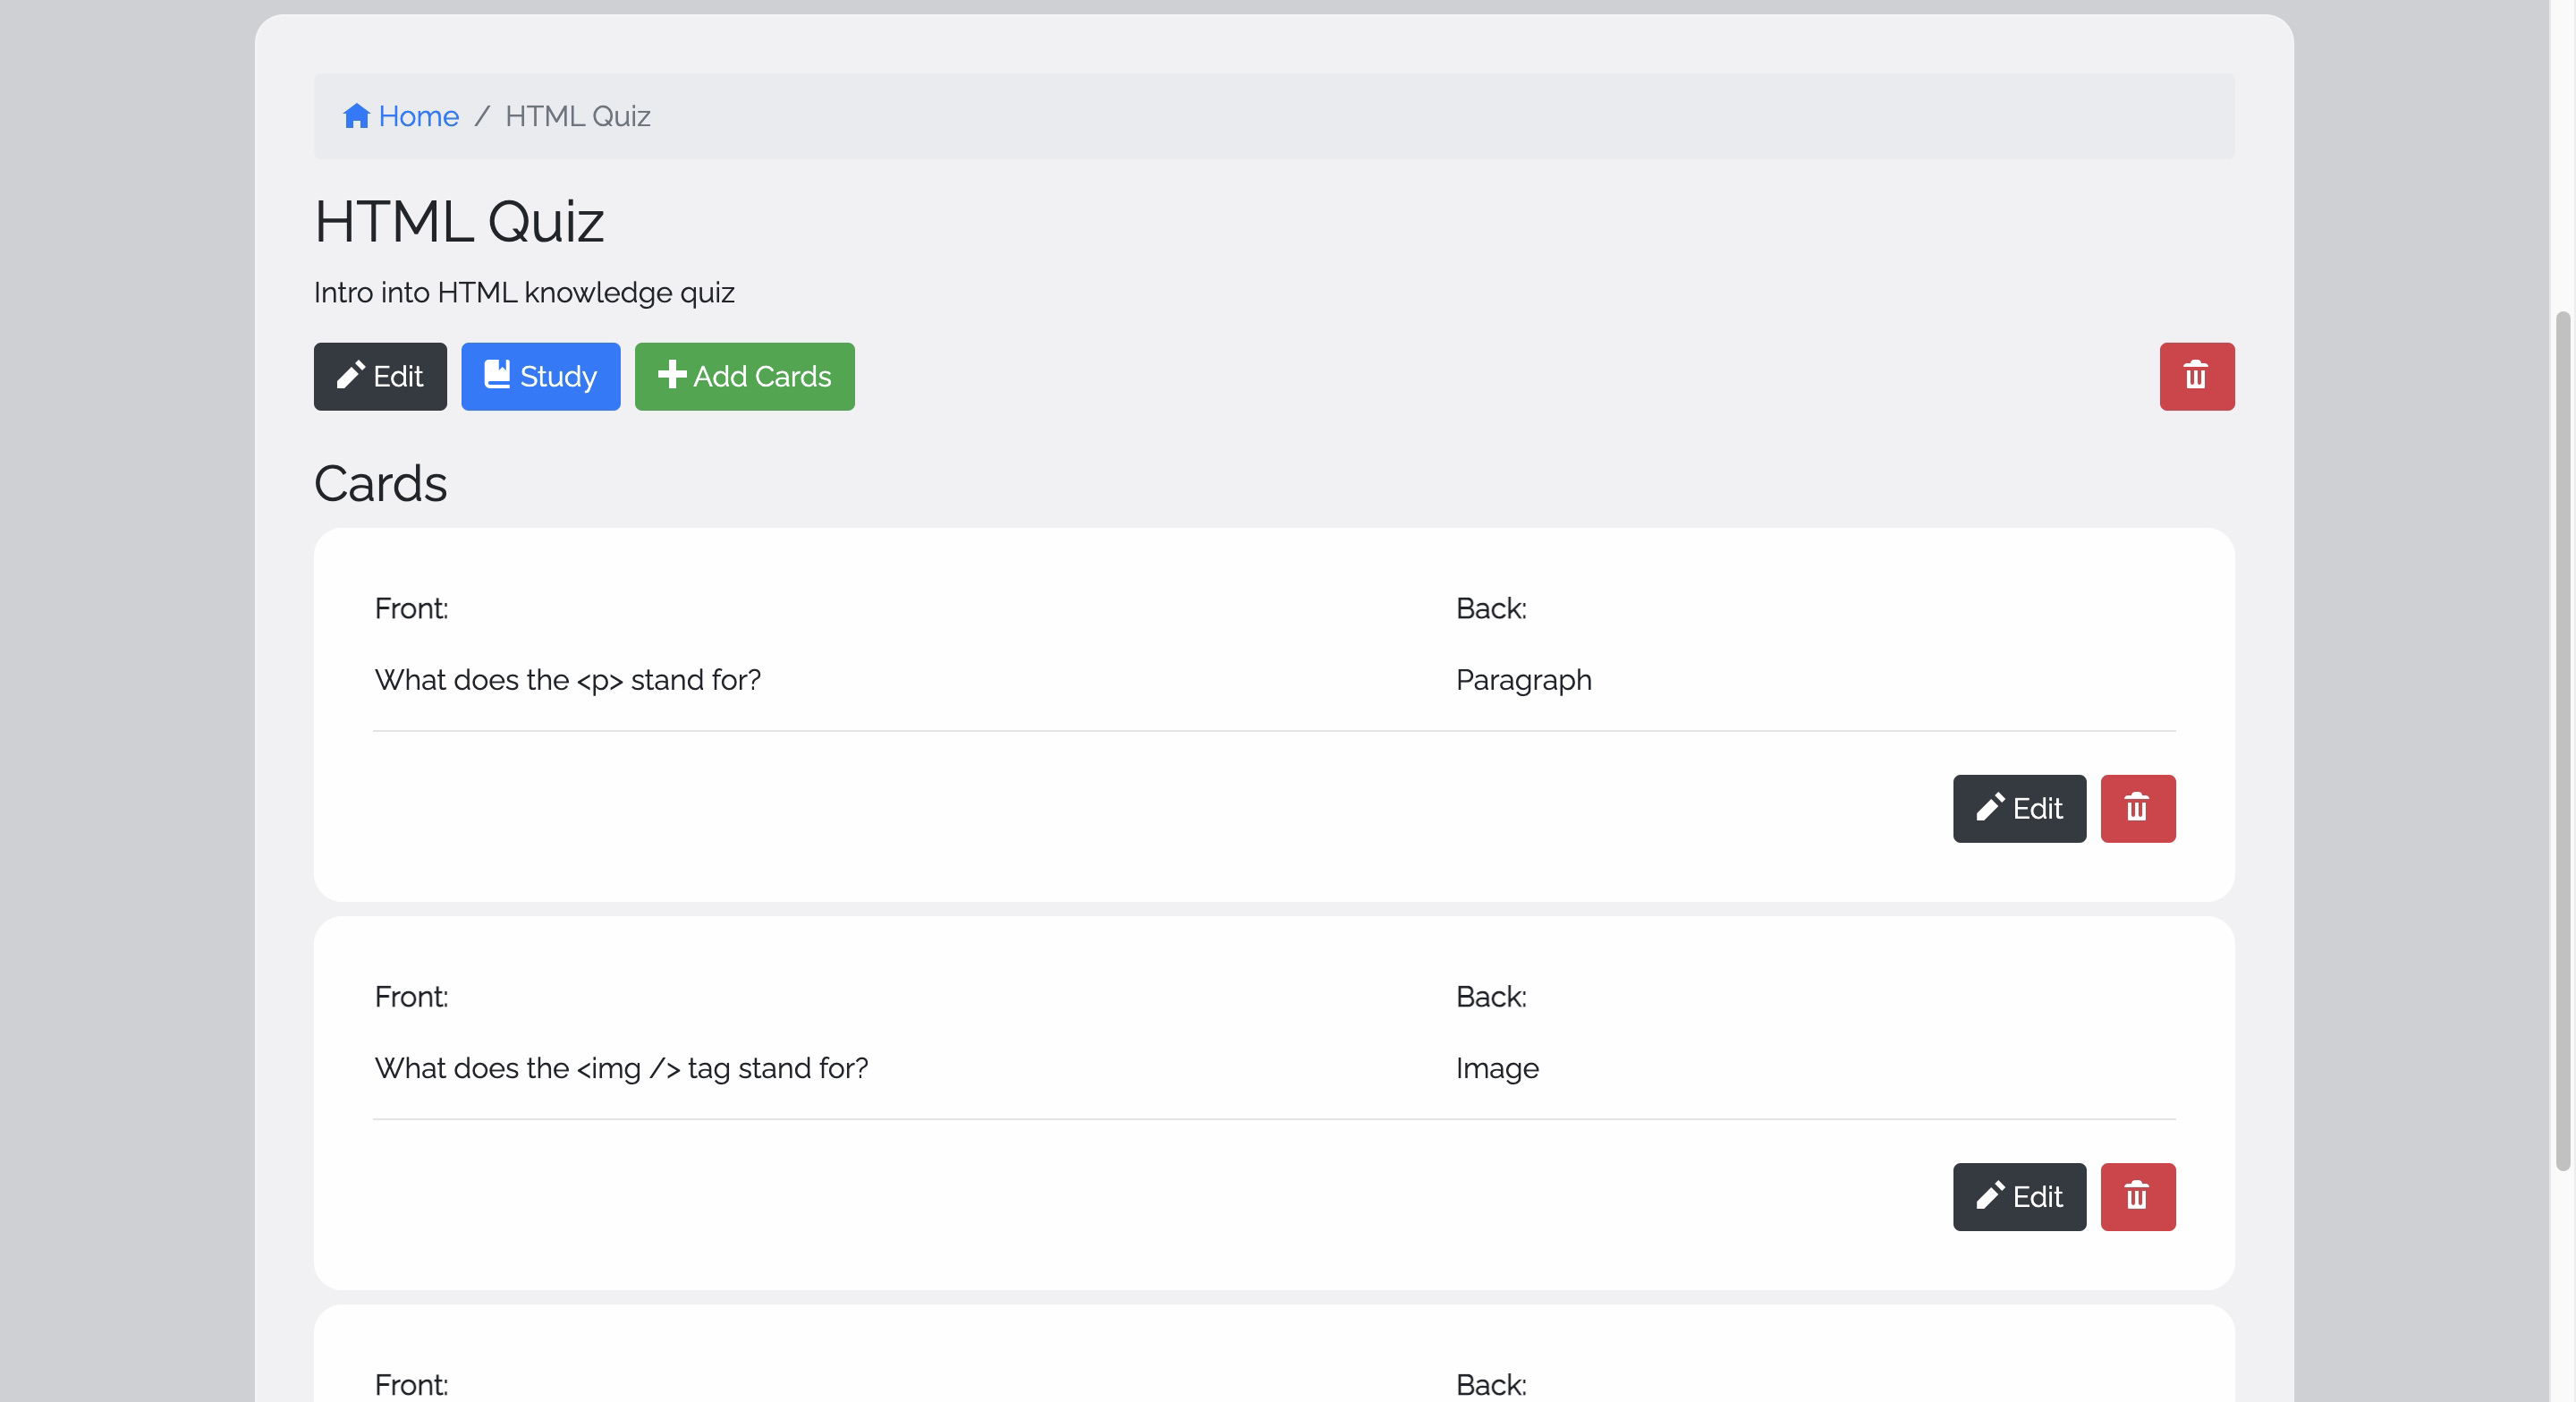 Home / HTML Quiz
HTML Quiz
Intro into HTML knowledge quiz
Edit Study Add Cards
Cards
Front: Back:
What does the <p> stand for? Paragraph
Edit
Front: Back:
What does the <img /> tag stand for? Image
Edit
Front: Back: